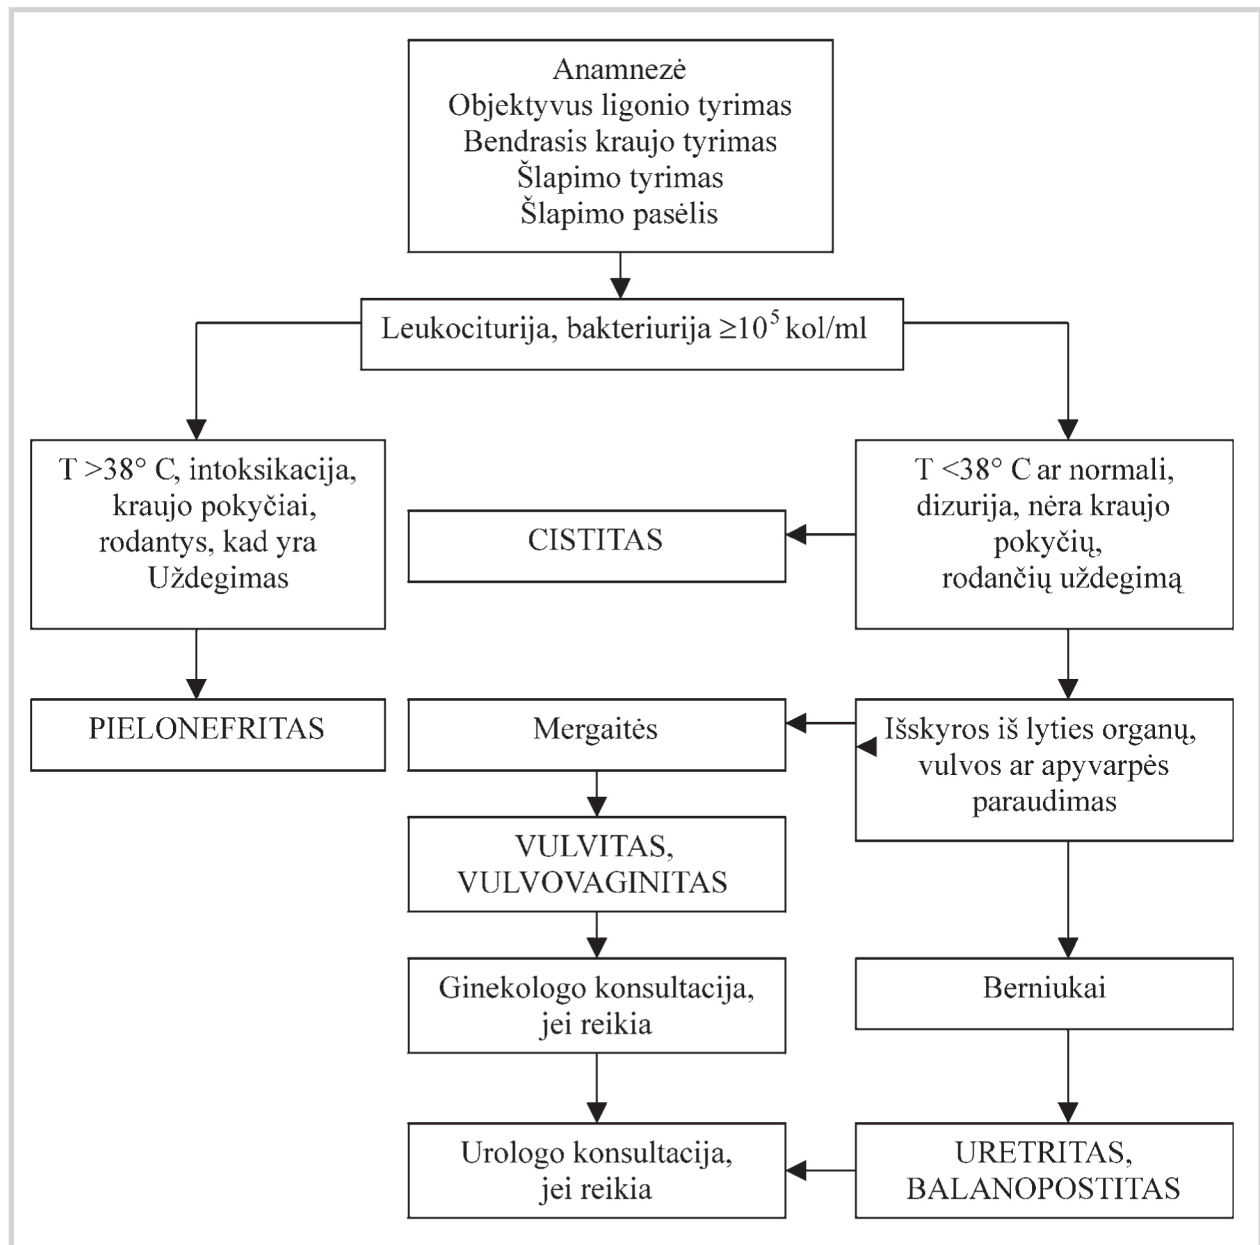 Anamnezė
Objektyvus ligonio tyrimas
Bendrasis kraujo tyrimas
Šlapimo tyrimas
Šlapimo pasėlis
Leukociturija, bakteriurija ≥10⁵ kol/ml
T >38° C, intoksikacija,
kraujo pokyčiai,
rodantys, kad yra
Uždegimas
T <38° C ar normali,
dizurija, nėra kraujo
pokyčių,
rodančių uždegimą
CISTITAS
PIELONEFRITAS
Mergaitės
Išskyros iš lyties organų,
vulvos ar apyvarpės
paraudimas
VULVITAS,
VULVOVAGINITAS
Ginekologo konsultacija,
jei reikia
Berniukai
Urologo konsultacija,
jei reikia
URETRITAS,
BALANOPOSTITAS